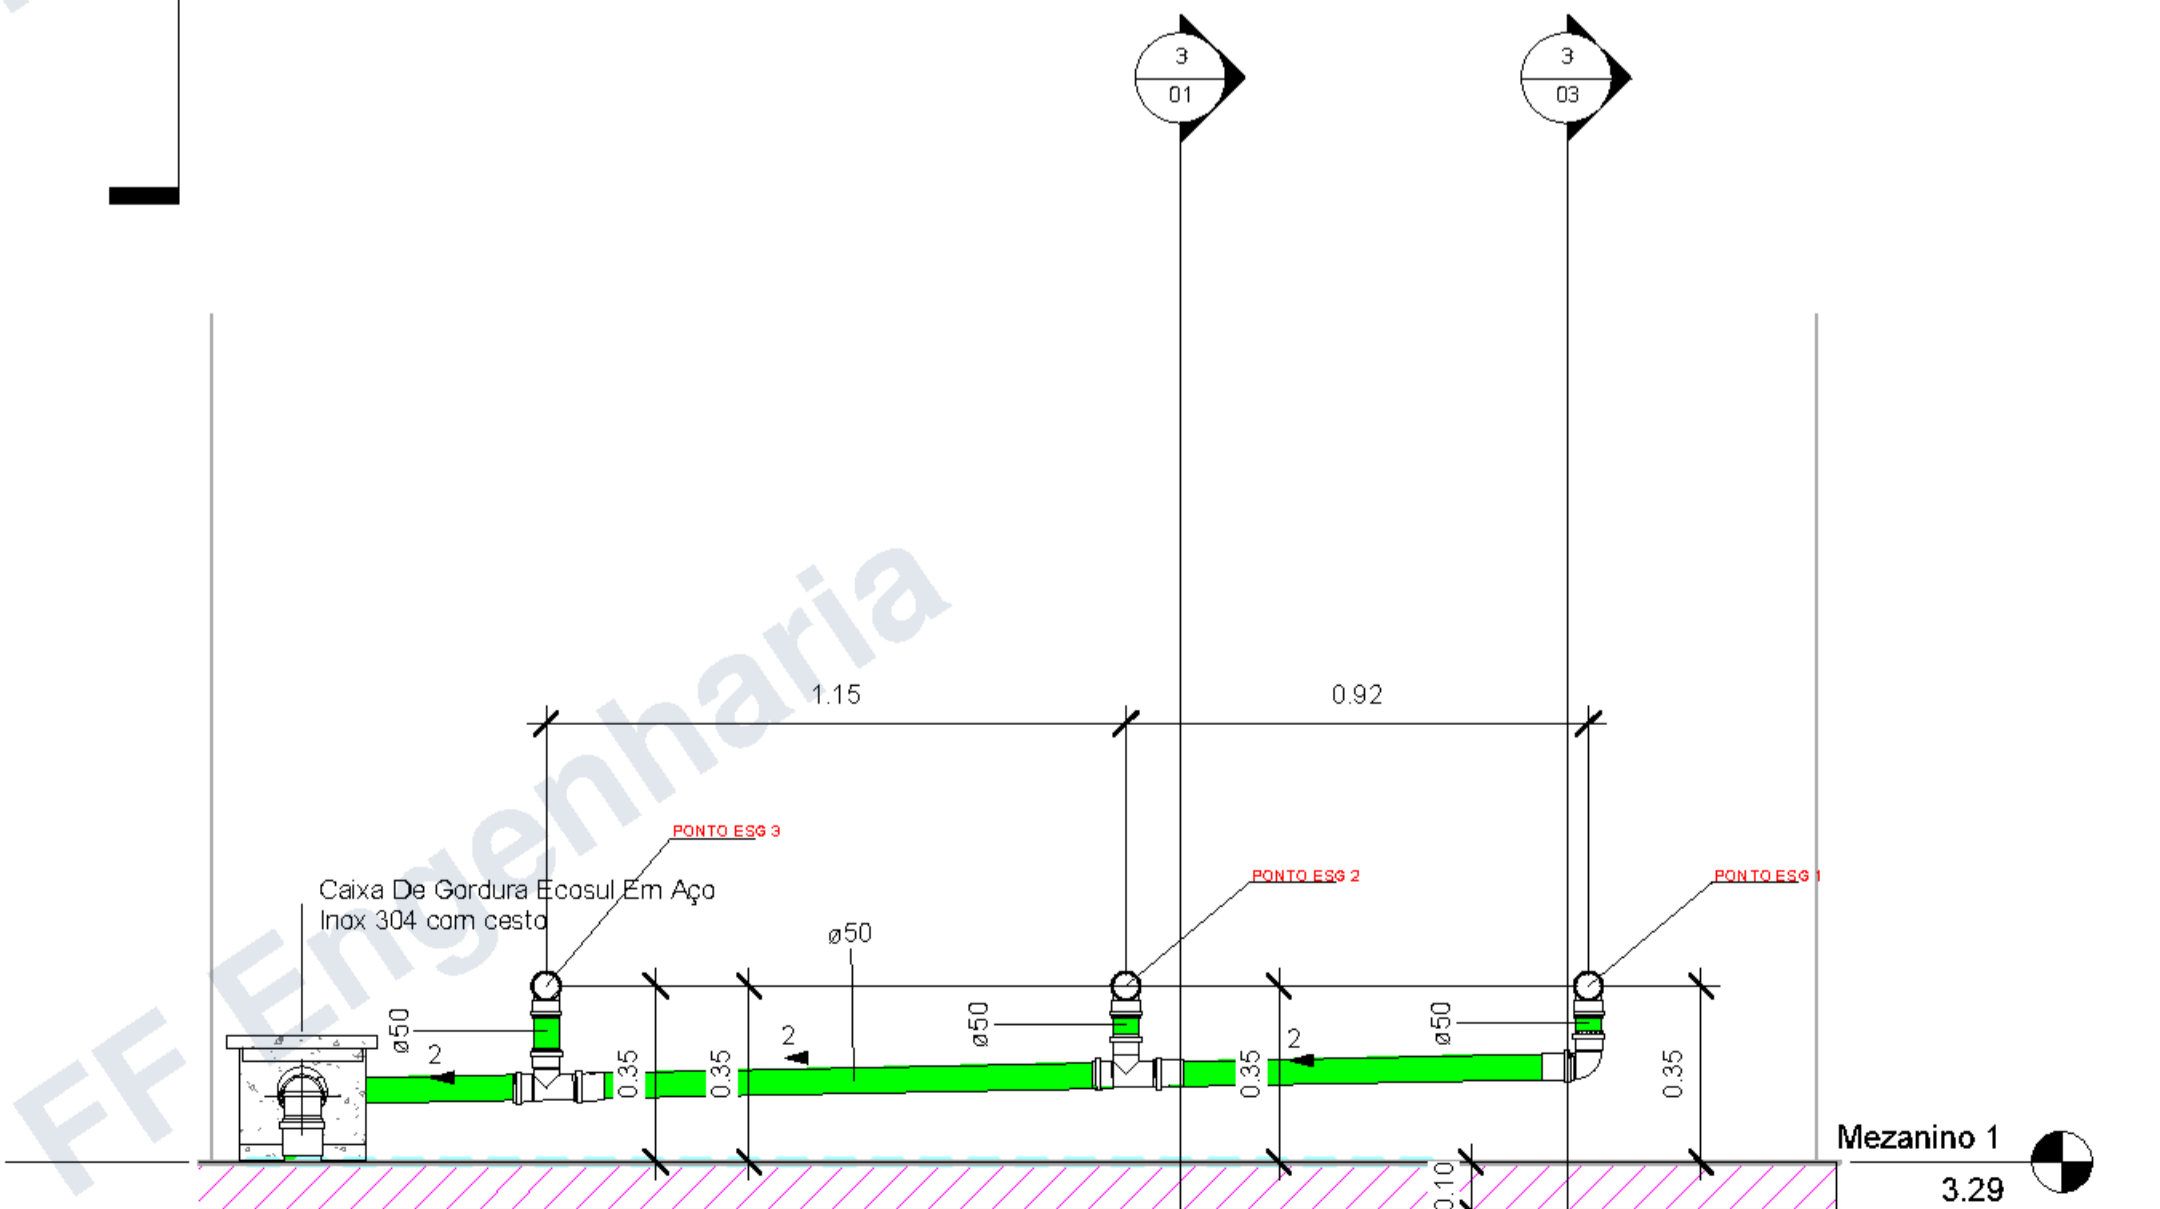 3
01
3
03
1.15
0.92
PONTO ESG 3
PONTO ESG 2
PONTO ESG 1
Caixa De Gordura Ecosul Em Aço
Inox 304 com cesto
ø50
ø50
ø50
ø50
2
2
2
0.35
0.35
0.35
0.35
Mezanino 1
3.29
0.10
FF Engenharia